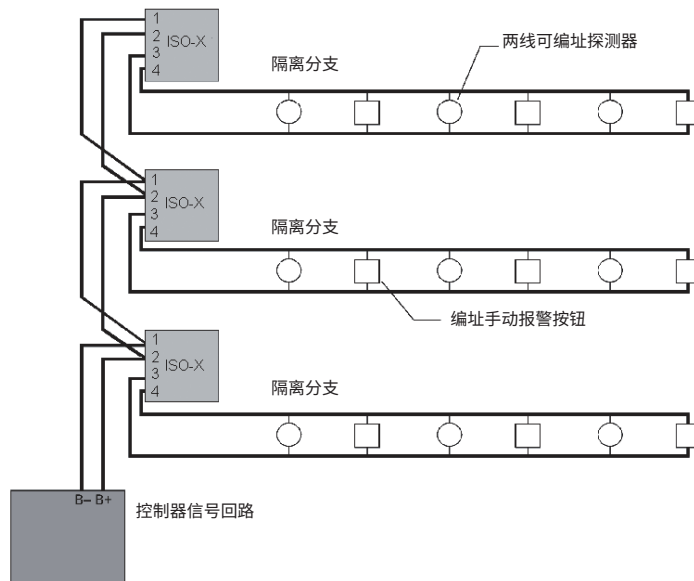 1
2
3
4
ISO-X
隔离分支
两线可编址探测器
1
2
3
4
ISO-X
隔离分支
编址手动报警按钮
1
2
3
4
ISO-X
隔离分支
B– B+
控制器信号回路